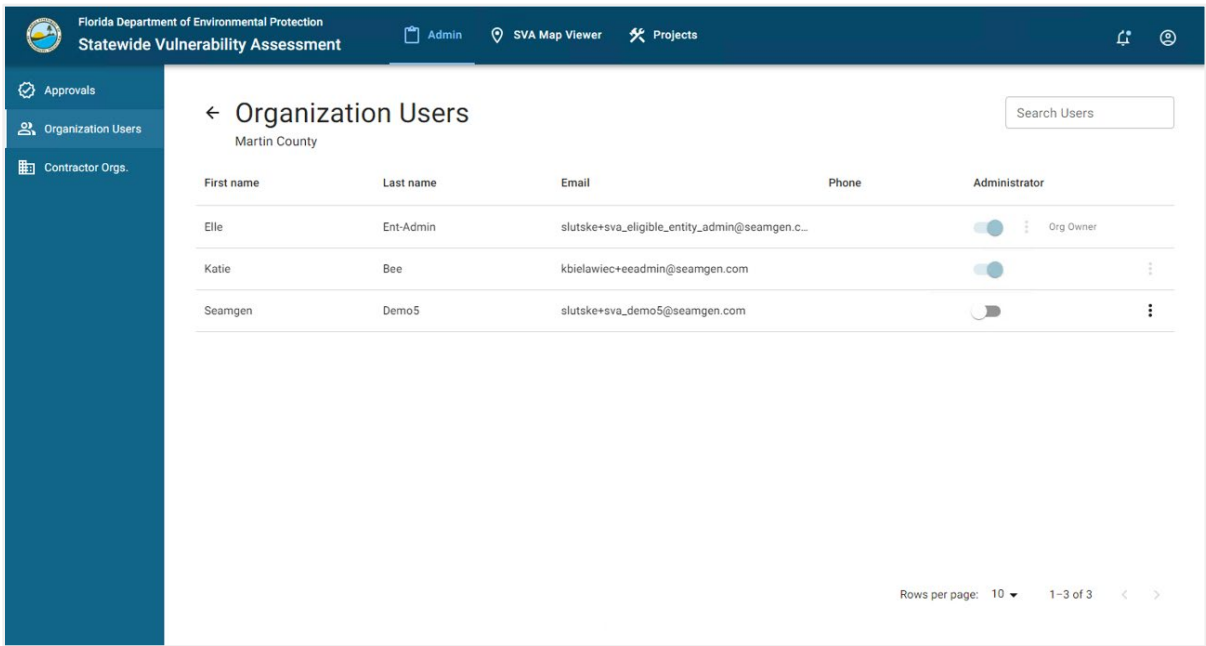 Florida Department of Environmental Protection
Statewide Vulnerability Assessment
Admin
SVA Map Viewer
Projects
Approvals
Organization Users
Contractor Orgs.
Organization Users
Martin County
Search Users
First name Last name Email Phone Administrator
Elle Ent-Admin slutske+sva_eligible_entity_admin@seamgen.c... Org Owner
Katie Bee kbielawiec+eeadmin@seamgen.com
Seamgen Demo5 slutske+sva_demo5@seamgen.com
Rows per page: 10 1–3 of 3